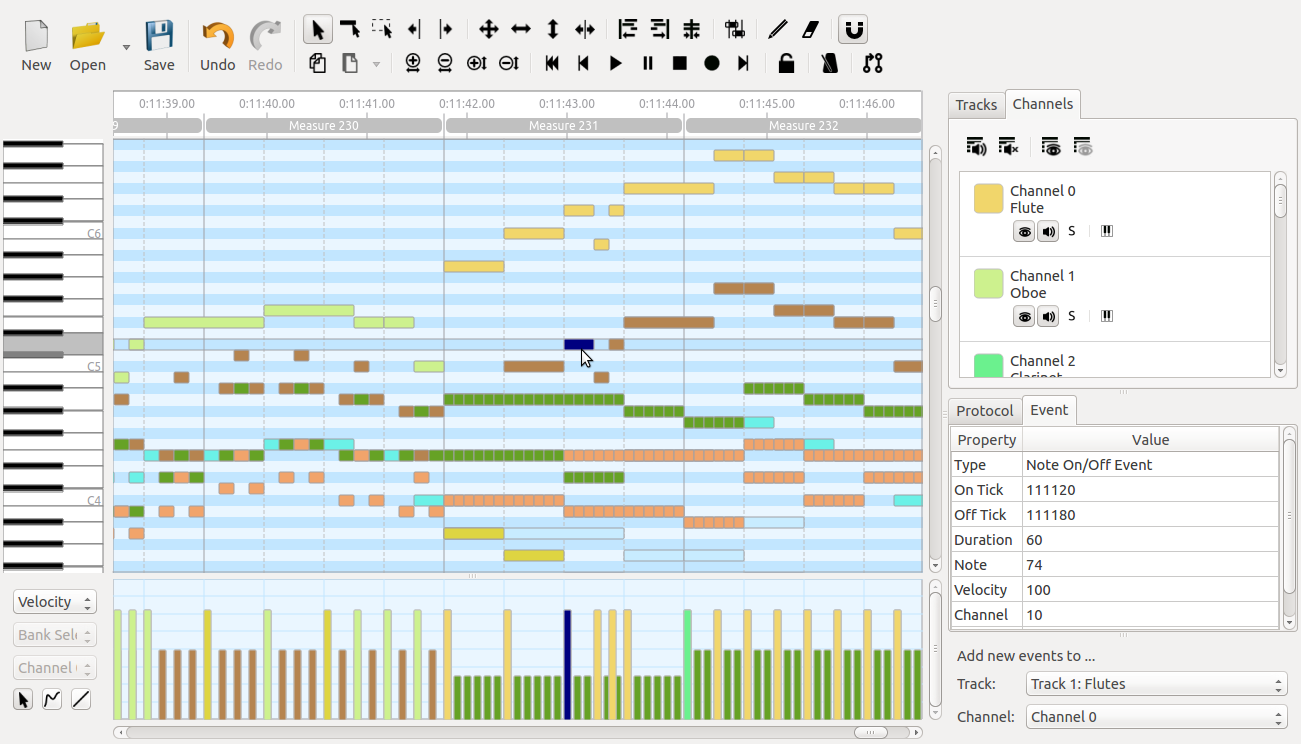 New Open Save Undo Redo
0:11:39.00 0:11:40.00 0:11:41.00 0:11:42.00 0:11:43.00 0:11:44.00 0:11:45.00 0:11:46.00
9 Measure 230 Measure 231 Measure 232
C6
C5
C4
Velocity
Bank Sel
Channel
Tracks Channels
Channel 0
Flute
S
Channel 1
Oboe
S
Channel 2
Clarinet
Protocol Event
Property Value
Type Note On/Off Event
On Tick 111120
Off Tick 111180
Duration 60
Note 74
Velocity 100
Channel 10
Add new events to ...
Track: Track 1: Flutes
Channel: Channel 0